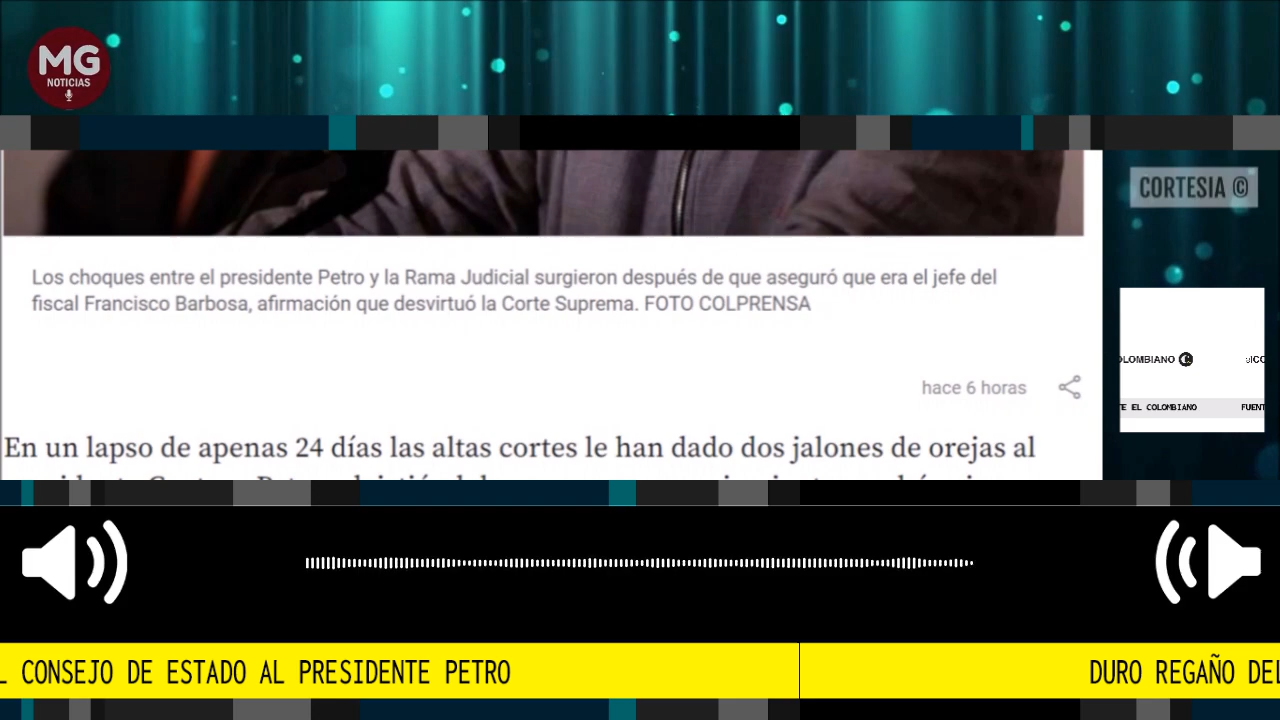 MG
NOTICIAS
CORTESIA ©
Los choques entre el presidente Petro y la Rama Judicial surgieron después de que aseguró que era el jefe del
fiscal Francisco Barbosa, afirmación que desvirtuó la Corte Suprema. FOTO COLPRENSA
OLOMBIANO
elCO
hace 6 horas
TE EL COLOMBIANO
FUENT
En un lapso de apenas 24 días las altas cortes le han dado dos jalones de orejas al
L CONSEJO DE ESTADO AL PRESIDENTE PETRO
DURO REGAÑO DEL